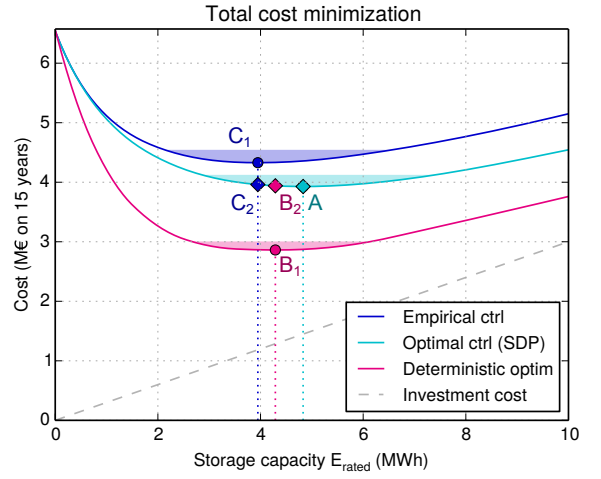 Total cost minimization
Cost (M€ on 15 years)
6
5
4
3
2
1
0
C1
C2
B2
A
B1
Empirical ctrl
Optimal ctrl (SDP)
Deterministic optim
Investment cost
0
2
4
6
8
10
Storage capacity Erated (MWh)